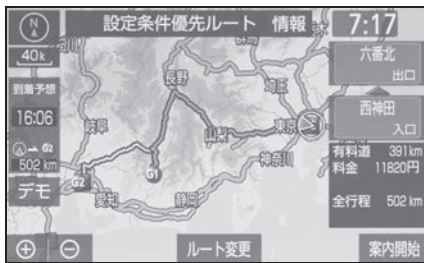 設定条件優先ルート 情報
7:17
N
40k
到着予想
16:06
G2
502 km
デモ
六番北
出口
西神田
入口
有料道 391km
料金 11820円
全行程 502 km
長野
埼玉
東京
山梨
岐阜
神奈川
愛知
静岡
G2
G1
ルート変更
案内開始